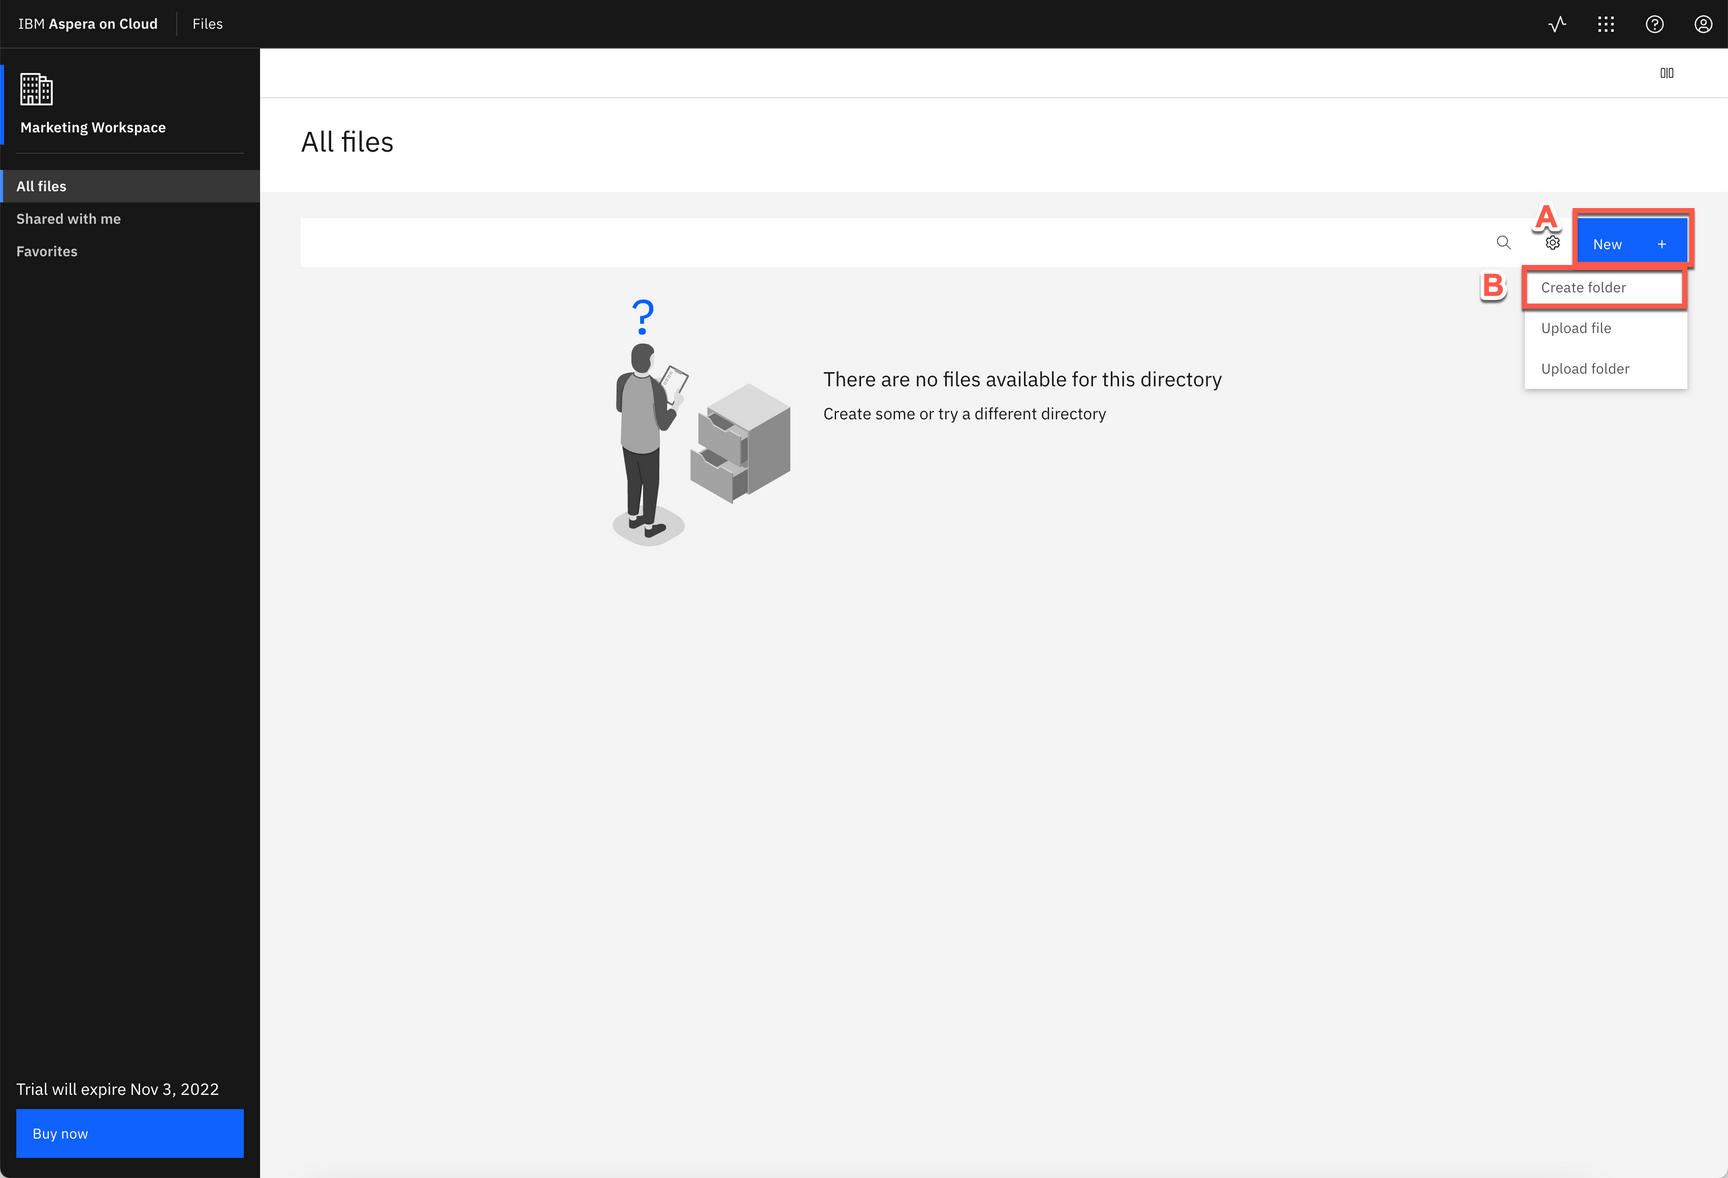 IBM Aspera on Cloud Files
Marketing Workspace
All files
Shared with me
Favorites
Trial will expire Nov 3, 2022
Buy now
All files
A
New +
B
Create folder
Upload file
Upload folder
?
There are no files available for this directory
Create some or try a different directory